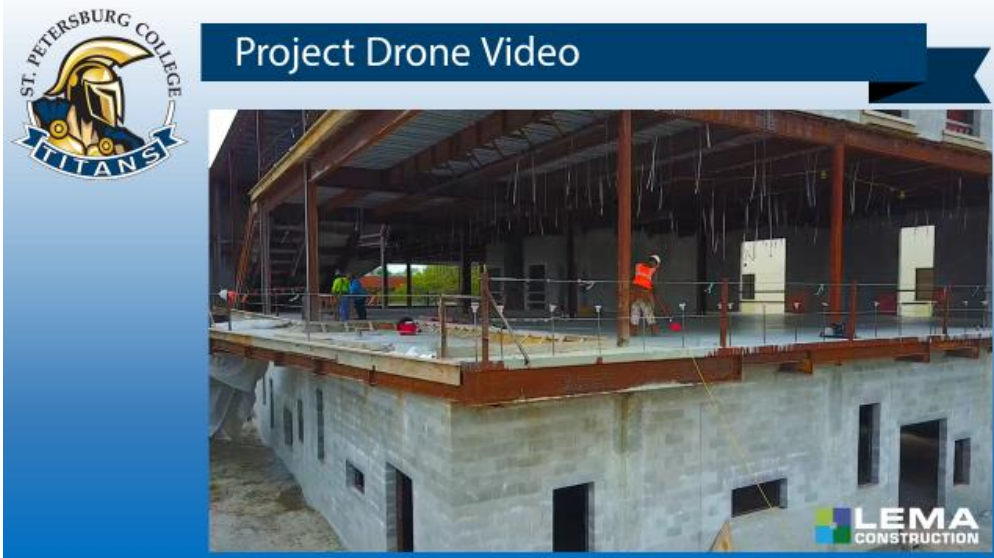 ST. PETERSBURG COLLEGE
TITANS
Project Drone Video
LEMA
CONSTRUCTION